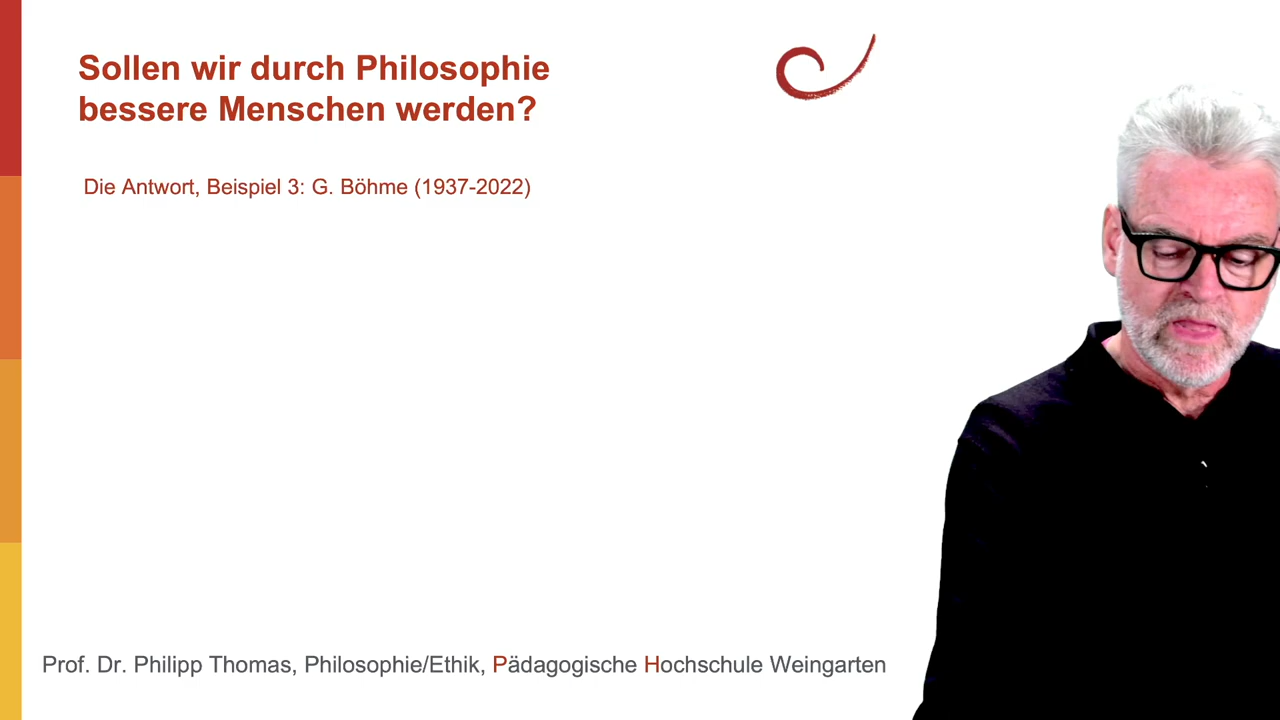 Sollen wir durch Philosophie
bessere Menschen werden?
Die Antwort, Beispiel 3: G. Böhme (1937-2022)
Prof. Dr. Philipp Thomas, Philosophie/Ethik, Pädagogische Hochschule Weingarten